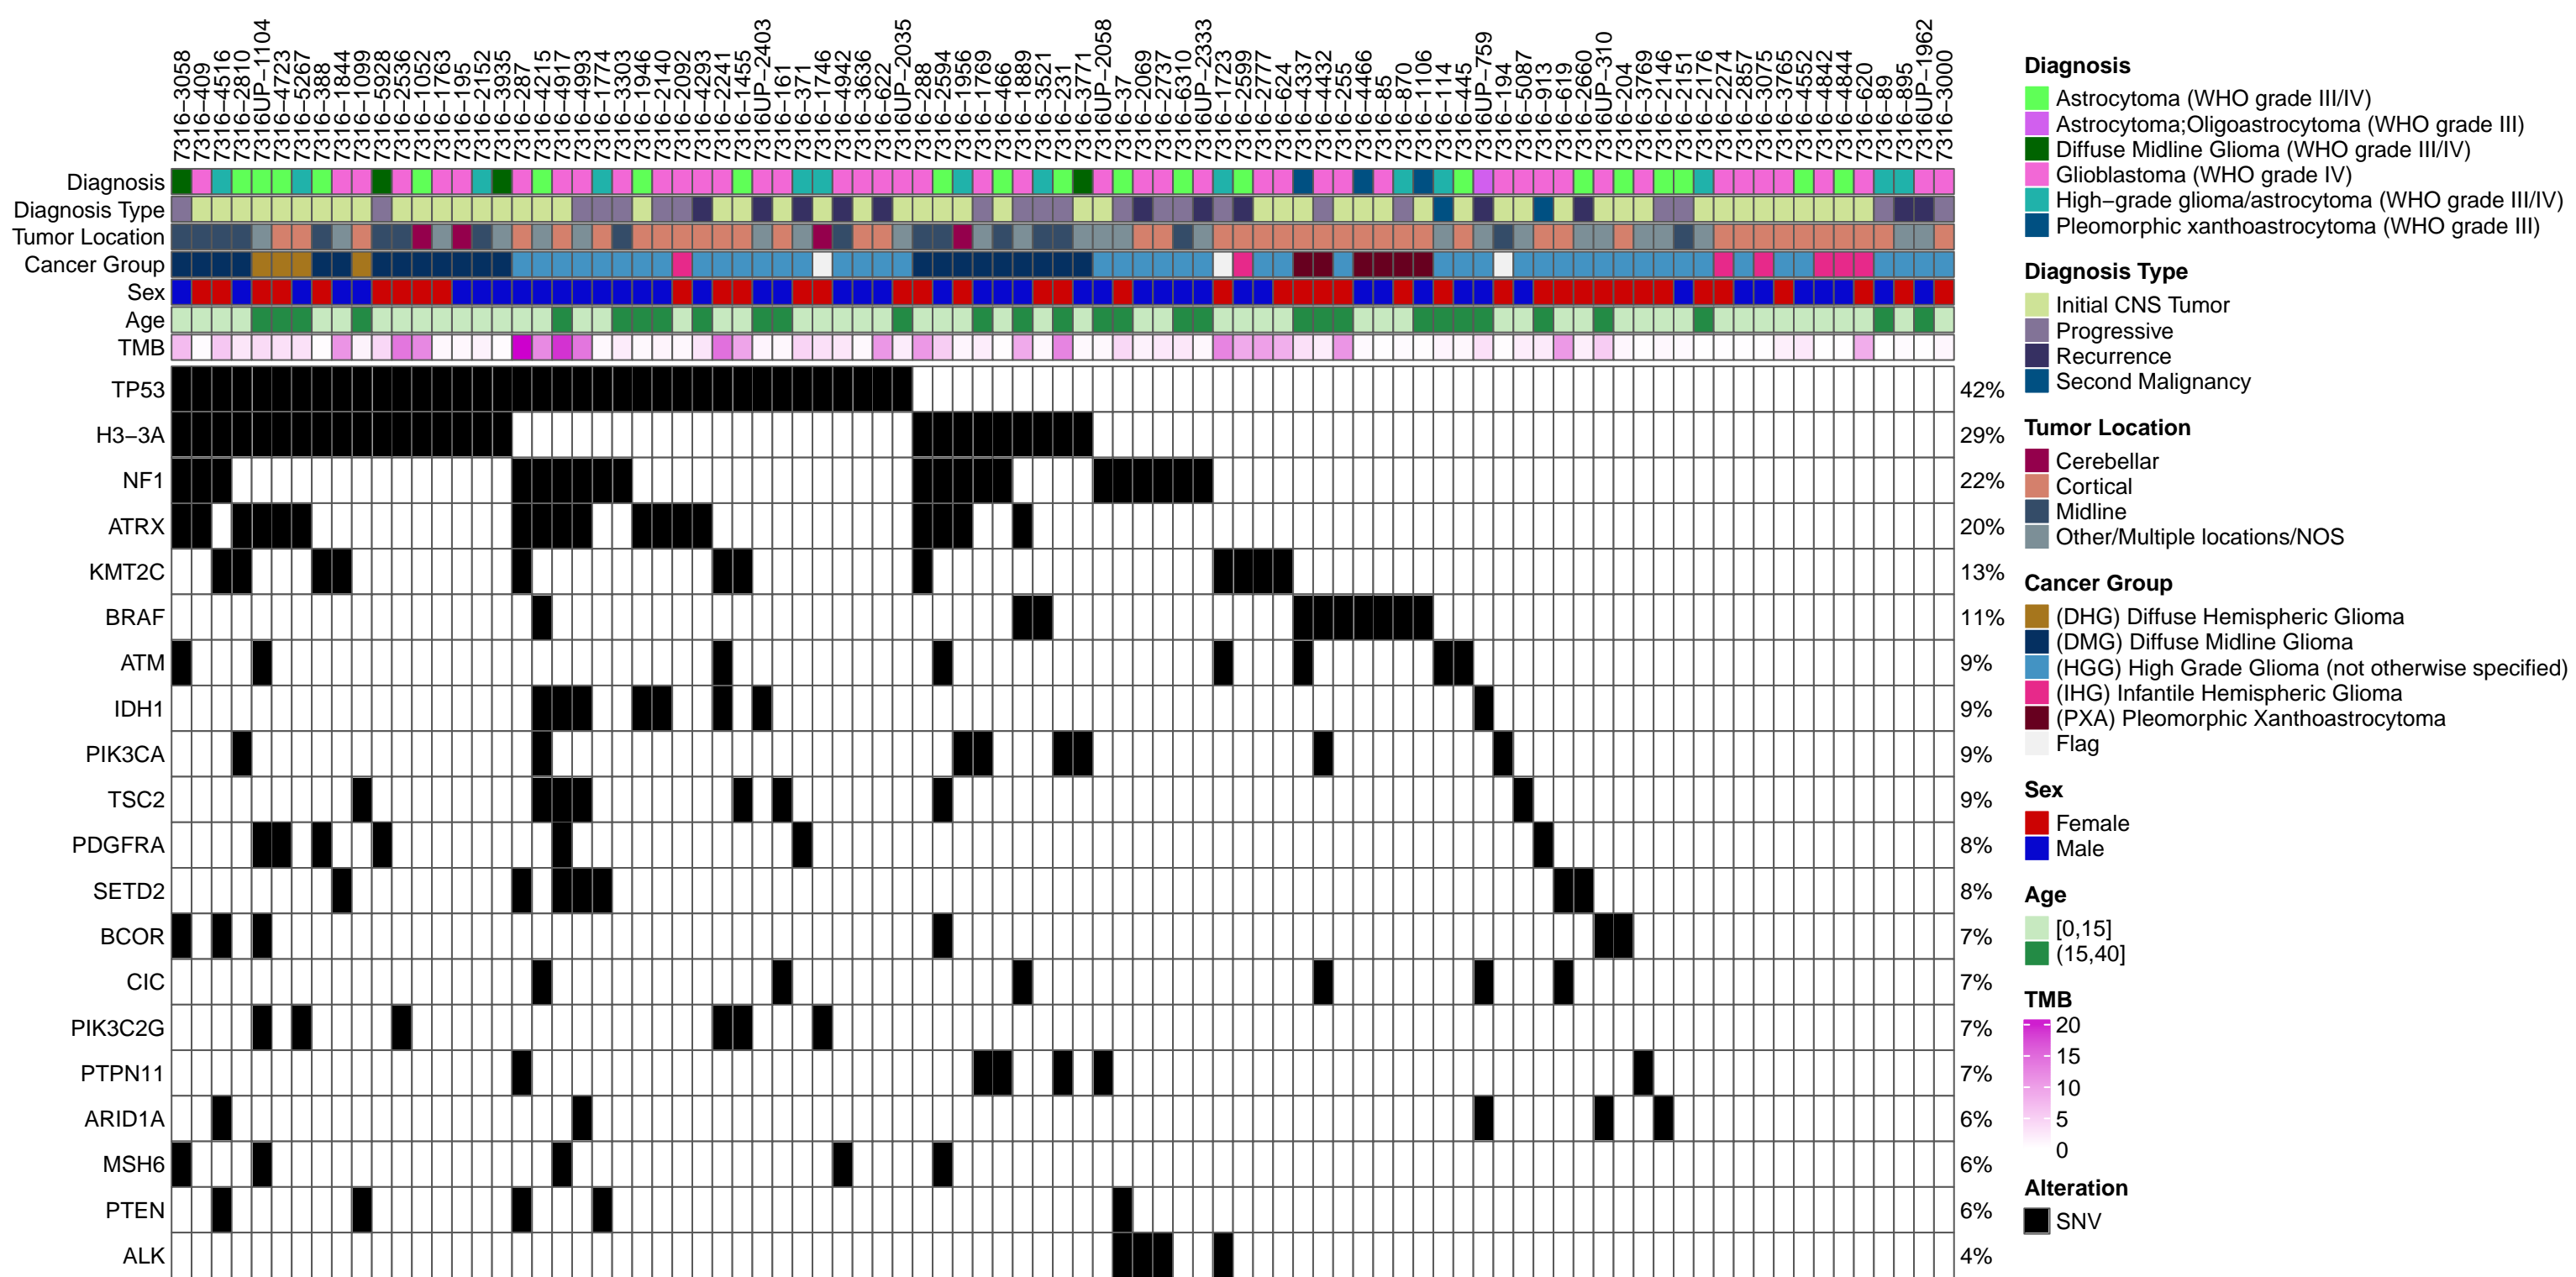 7316−3058
7316−409
7316−4516
7316−2810
7316UP−1104
7316−4723
7316−5267
7316−388
7316−1844
7316−1099
7316−5928
7316−2536
7316−1052
7316−1763
7316−195
7316−2152
7316−3935
7316−287
7316−4215
7316−4917
7316−4993
7316−1774
7316−3303
7316−1946
7316−2140
7316−2092
7316−4293
7316−2241
7316−1455
7316UP−2403
7316−161
7316−371
7316−1746
7316−4942
7316−3636
7316−622
7316UP−2035
7316−288
7316−2594
7316−1956
7316−1769
7316−466
7316−1889
7316−3521
7316−231
7316−3771
7316UP−2058
7316−37
7316−2069
7316−2737
7316−6310
7316UP−2333
7316−1723
7316−2599
7316−2777
7316−624
7316−4337
7316−4432
7316−255
7316−4466
7316−85
7316−870
7316−1106
7316−114
7316−445
7316UP−759
7316−194
7316−5087
7316−913
7316−619
7316−2660
7316UP−310
7316−204
7316−3769
7316−2146
7316−2151
7316−2176
7316−2274
7316−2857
7316−3075
7316−3765
7316−4552
7316−4842
7316−4844
7316−620
7316−89
7316−895
7316UP−1962
7316−3000
Diagnosis
Diagnosis Type
Tumor Location
Cancer Group
Sex
Age
TMB
TP53 42%
H3−3A 29%
NF1 22%
ATRX 20%
KMT2C 13%
BRAF 11%
ATM 9%
IDH1 9%
PIK3CA 9%
TSC2 9%
PDGFRA 8%
SETD2 8%
BCOR 7%
CIC 7%
PIK3C2G 7%
PTPN11 7%
ARID1A 6%
MSH6 6%
PTEN 6%
ALK 4%
Diagnosis
Astrocytoma (WHO grade III/IV)
Astrocytoma;Oligoastrocytoma (WHO grade III)
Diffuse Midline Glioma (WHO grade III/IV)
Glioblastoma (WHO grade IV)
High−grade glioma/astrocytoma (WHO grade III/IV)
Pleomorphic xanthoastrocytoma (WHO grade III)
Diagnosis Type
Initial CNS Tumor
Progressive
Recurrence
Second Malignancy
Tumor Location
Cerebellar
Cortical
Midline
Other/Multiple locations/NOS
Cancer Group
(DHG) Diffuse Hemispheric Glioma
(DMG) Diffuse Midline Glioma
(HGG) High Grade Glioma (not otherwise specified)
(IHG) Infantile Hemispheric Glioma
(PXA) Pleomorphic Xanthoastrocytoma
Flag
Sex
Female
Male
Age
[0,15]
(15,40]
TMB
20
15
10
5
0
Alteration
SNV